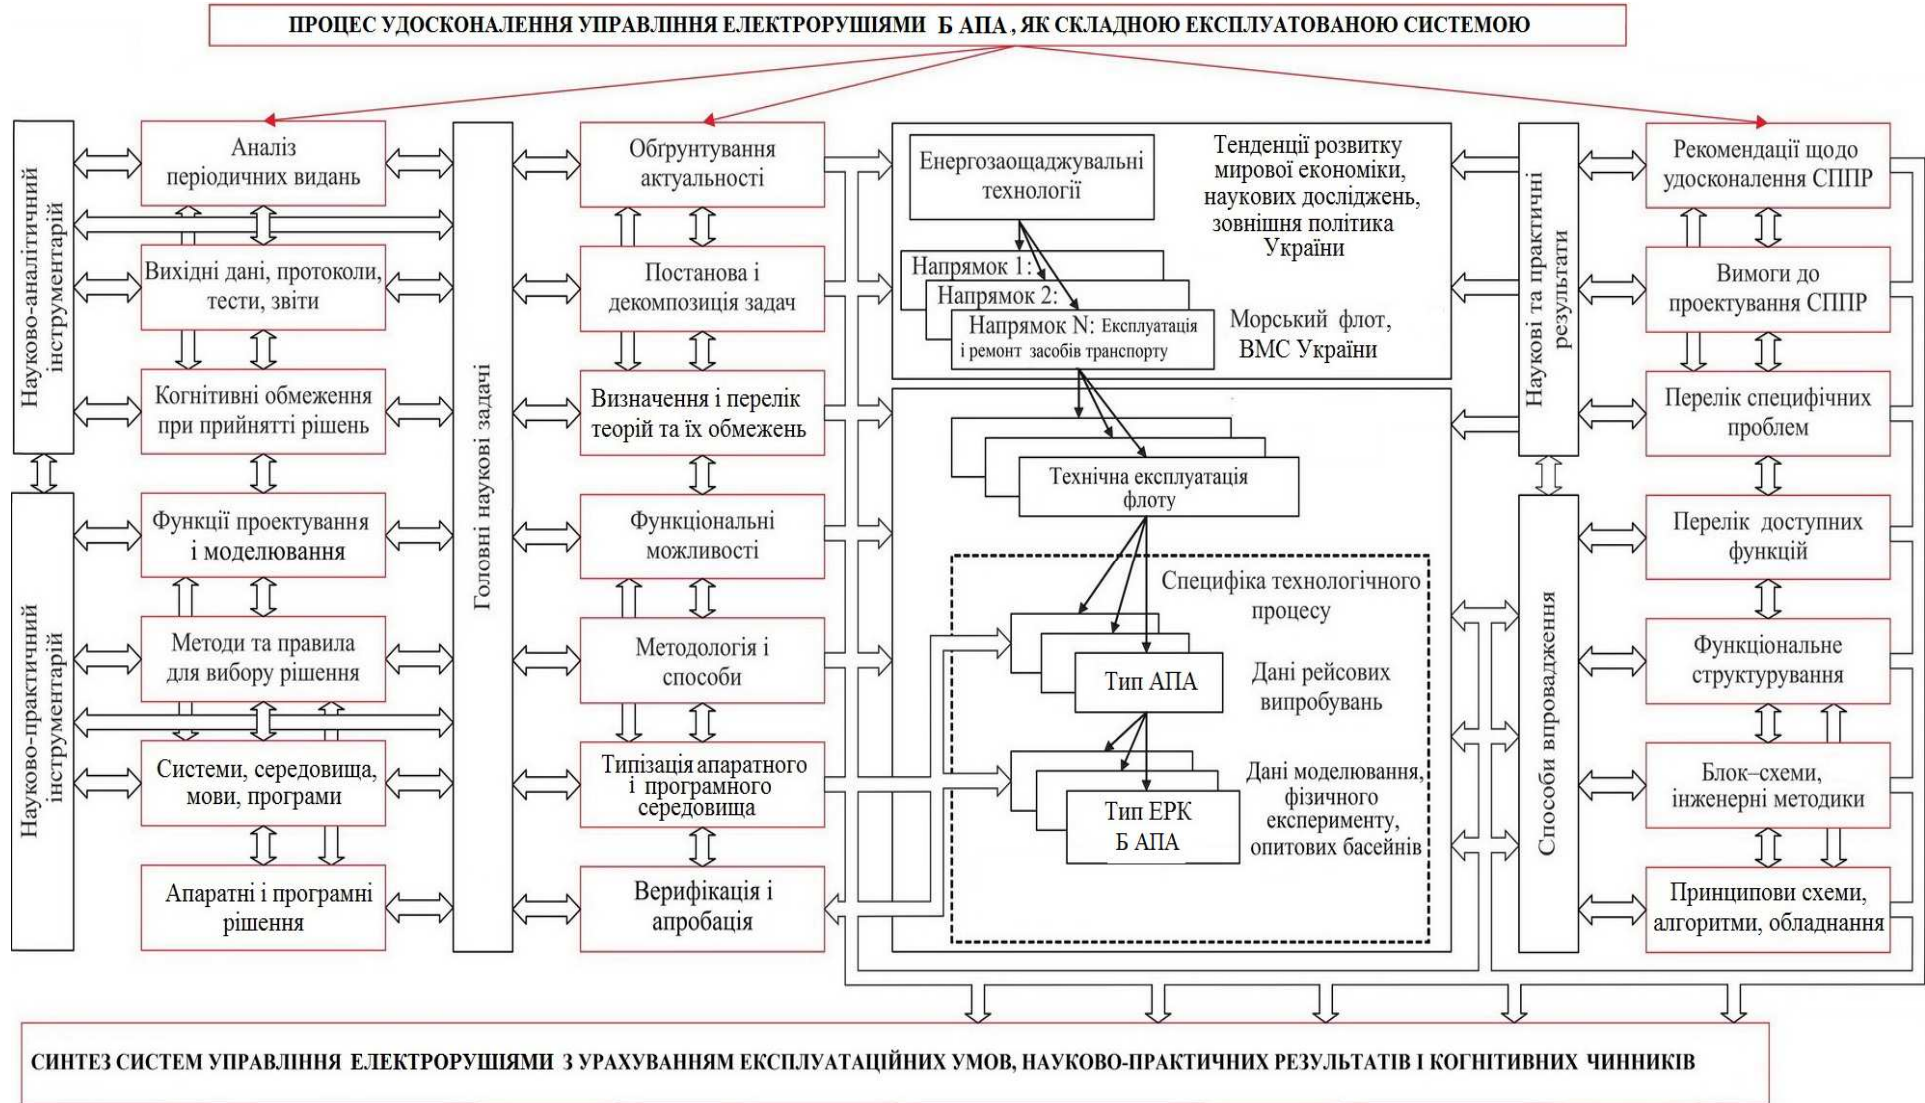 ПРОЦЕС УДОСКОНАЛЕННЯ УПРАВЛІННЯ ЕЛЕКТРОРУШІЯМИ Б АПА, ЯК СКЛАДНОЮ ЕКСПЛУАТОВАНОЮ СИСТЕМОЮ
Науково-аналітичний
інструментарій
Науково-практичний
інструментарій
Аналіз
періодичних видань
Вихідні дані, протоколи,
тести, звіти
Когнітивні обмеження
при прийнятті рішень
Функції проектування
і моделювання
Методи та правила
для вибору рішення
Системи, середовища,
мови, програми
Апаратні і програмні
рішення
Головні наукові задачі
Обґрунтування
актуальності
Постанова і
декомпозиція задач
Визначення і перелік
теорій та їх обмежень
Функціональні
можливості
Методологія і
способи
Типізація апаратного
і програмного
середовища
Верифікація і
апробація
Енергозаощаджувальні
технології
Тенденції розвитку
мирової економіки,
наукових досліджень,
зовнішня політика
України
Напрямок 1:
Напрямок 2:
Напрямок N: Експлуатація
і ремонт засобів транспорту
Морський флот,
ВМС України
Технічна експлуатація
флоту
Специфіка технологічного
процесу
Тип АПА
Дані рейсових
випробувань
Тип ЕРК
Б АПА
Дані моделювання,
фізичного
експерименту,
опитових басейнів
Наукові та практичні
результати
Способи впровадження
Рекомендації щодо
удосконалення СППР
Вимоги до
проектування СППР
Перелік специфічних
проблем
Перелік доступних
функцій
Функціональне
структурування
Блок–схеми,
інженерні методики
Принципови схеми,
алгоритми, обладнання
СИНТЕЗ СИСТЕМ УПРАВЛІННЯ ЕЛЕКТРОРУШІЯМИ З УРАХУВАННЯМ ЕКСПЛУАТАЦІЙНИХ УМОВ, НАУКОВО-ПРАКТИЧНИХ РЕЗУЛЬТАТІВ І КОГНІТИВНИХ ЧИННИКІВ